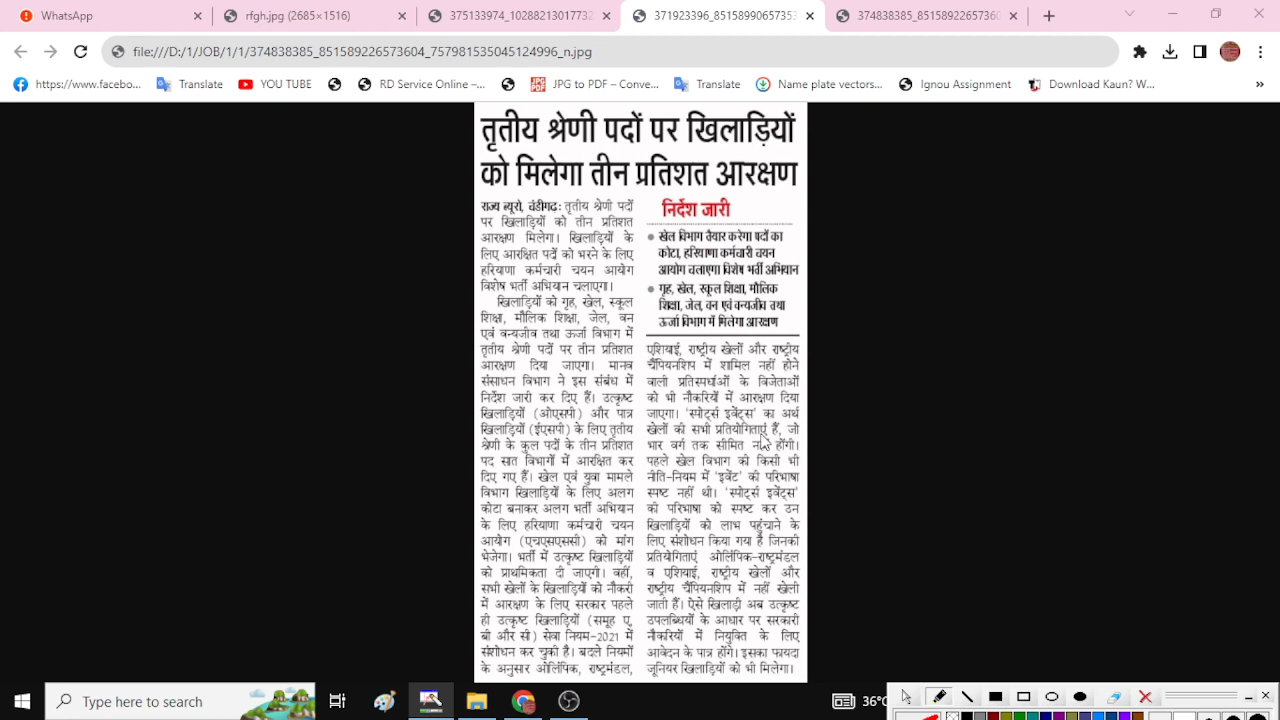 WhatsApp
rfgh.jpg (2685×1516)
375133974_1028821301773
371923396_8515899065735
374838385_851589226573
file:///D:/1/JOB/1/1/374838385_851589226573604_757981535045124996_n.jpg
https://www.facebo...
Translate
YOU TUBE
RD Service Online –...
JPG to PDF – Conve...
Translate
Name plate vectors...
Ignou Assignment
Download Kaun? W...
»
तृतीय श्रेणी पदों पर खिलाड़ियों
को मिलेगा तीन प्रतिशत आरक्षण
राज्य ब्यूरो, चंडीगढ़: तृतीय श्रेणी पदों
पर खिलाड़ियों को तीन प्रतिशत
आरक्षण मिलेगा। खिलाड़ियों के
लिए आरक्षित पदों को भरने के लिए
हरियाणा कर्मचारी चयन आयोग
विशेष भर्ती अभियान चलाएगा।
खिलाड़ियों को गृह, खेल, स्कूल
शिक्षा, मौलिक शिक्षा, जेल, वन
एवं वन्यजीव तथा ऊर्जा विभाग में
तृतीय श्रेणी पदों पर तीन प्रतिशत
आरक्षण दिया जाएगा। मानव
संसाधन विभाग ने इस संबंध में
निर्देश जारी कर दिए हैं। उत्कृष्ट
खिलाड़ियों (ओएसपी) और पात्र
खिलाड़ियों (ईएसपी) के लिए तृतीय
श्रेणी के कुल पदों के तीन प्रतिशत
पद सात विभागों में आरक्षित कर
दिए गए हैं। खेल एवं युवा मामले
विभाग खिलाड़ियों के लिए अलग
कोटा बनाकर अलग भर्ती अभियान
के लिए हरियाणा कर्मचारी चयन
आयोग (एचएसएससी) को मांग
भेजेगा। भर्ती में उत्कृष्ट खिलाड़ियों
को प्राथमिकता दी जाएगी। वहीं,
सभी खेलों के खिलाड़ियों को नौकरी
में आरक्षण के लिए सरकार पहले
ही उत्कृष्ट खिलाड़ियों (समूह ए,
बी और सी) सेवा नियम-2021 में
संशोधन कर चुकी है। बदले नियमों
के अनुसार ओलिंपिक, राष्ट्रमंडल,
निर्देश जारी
● खेल विभाग तैयार करेगा पदों का
कोटा, हरियाणा कर्मचारी चयन
आयोग चलाएगा विशेष भर्ती अभियान
● गृह, खेल, स्कूल शिक्षा, मौलिक
शिक्षा, जेल, वन एवं वन्यजीव तथा
ऊर्जा विभाग में मिलेगा आरक्षण
एशियाई, राष्ट्रीय खेलों और राष्ट्रीय
चैंपियनशिप में शामिल नहीं होने
वाली प्रतिस्पर्धाओं के विजेताओं
को भी नौकरियों में आरक्षण दिया
जाएगा। 'स्पोर्ट्स इवेंट्स' का अर्थ
खेलों की सभी प्रतियोगिताएं हैं, जो
भार वर्ग तक सीमित होंगी।
पहले खेल विभाग की किसी भी
नीति-नियम में 'इवेंट' की परिभाषा
स्पष्ट नहीं थी। 'स्पोर्ट्स इवेंट्स'
की परिभाषा को स्पष्ट कर उन
खिलाड़ियों को लाभ पहुंचाने के
लिए संशोधन किया गया है जिनकी
प्रतियोगिताएं ओलिंपिक-राष्ट्रमंडल
व एशियाई, राष्ट्रीय खेलों और
राष्ट्रीय चैंपियनशिप में नहीं खेली
जाती हैं। ऐसे खिलाड़ी अब उत्कृष्ट
उपलब्धियों के आधार पर सरकारी
नौकरियों में नियुक्ति के लिए
आवेदन के पात्र होंगे। इसका फायदा
जूनियर खिलाड़ियों को भी मिलेगा।
Type here to search
36°